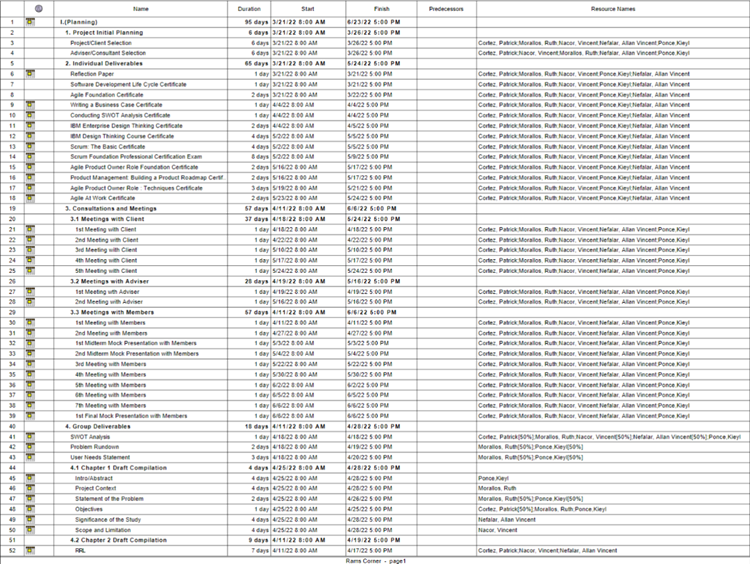 Name Duration Start Finish Predecessors Resource Names
1 I.(Planning) 95 days 3/21/22 8:00 AM 6/23/22 5:00 PM
2 1. Project Initial Planning 6 days 3/21/22 8:00 AM 3/26/22 5:00 PM
3 Project/Client Selection 6 days 3/21/22 8:00 AM 3/26/22 5:00 PM Cortez, Patrick;Morallos, Ruth;Nacor, Vincent;Nefalar, Allan Vincent;Ponce,Kieyl
4 Adviser/Consultant Selection 6 days 3/21/22 8:00 AM 3/26/22 5:00 PM Cortez, Patrick;Nacor, Vincent;Morallos, Ruth;Nefalar, Allan Vincent;Ponce,Kieyl
5 2. Individual Deliverables 65 days 3/21/22 8:00 AM 5/24/22 5:00 PM
6 Reflection Paper 1 day 3/21/22 8:00 AM 3/21/22 5:00 PM Cortez, Patrick;Morallos, Ruth;Nacor, Vincent;Ponce,Kieyl;Nefalar, Allan Vincent
7 Software Development Life Cycle Certificate 1 day 3/21/22 8:00 AM 3/21/22 5:00 PM Cortez, Patrick;Morallos, Ruth;Nacor, Vincent;Ponce,Kieyl;Nefalar, Allan Vincent
8 Agile Foundation Certificate 2 days 3/21/22 8:00 AM 3/22/22 5:00 PM Cortez, Patrick;Morallos, Ruth;Nacor, Vincent;Ponce,Kieyl;Nefalar, Allan Vincent
9 Writing a Business Case Certificate 1 day 4/4/22 8:00 AM 4/4/22 5:00 PM Cortez, Patrick;Morallos, Ruth;Nacor, Vincent;Ponce,Kieyl;Nefalar, Allan Vincent
10 Conducting SWOT Analysis Certificate 1 day 4/4/22 8:00 AM 4/4/22 5:00 PM Cortez, Patrick;Morallos, Ruth;Nacor, Vincent;Ponce,Kieyl;Nefalar, Allan Vincent
11 IBM Enterprise Design Thinking Certificate 2 days 4/4/22 8:00 AM 4/5/22 5:00 PM Cortez, Patrick;Morallos, Ruth;Nacor, Vincent;Ponce,Kieyl;Nefalar, Allan Vincent
12 IBM Design Thinking Course Certificate 4 days 5/2/22 8:00 AM 5/5/22 5:00 PM Cortez, Patrick;Morallos, Ruth;Nacor, Vincent;Ponce,Kieyl;Nefalar, Allan Vincent
13 Scrum: The Basic Certificate 4 days 5/2/22 8:00 AM 5/5/22 5:00 PM Cortez, Patrick;Morallos, Ruth;Nacor, Vincent;Ponce,Kieyl;Nefalar, Allan Vincent
14 Scrum Foundation Professional Certification Exam 8 days 5/2/22 8:00 AM 5/9/22 5:00 PM Cortez, Patrick;Morallos, Ruth;Nacor, Vincent;Ponce,Kieyl;Nefalar, Allan Vincent
15 Agile Product Owner Role Foundation Certificate 2 days 5/16/22 8:00 AM 5/17/22 5:00 PM Cortez, Patrick;Morallos, Ruth;Nacor, Vincent;Ponce,Kieyl;Nefalar, Allan Vincent
16 Product Management: Building a Product Roadmap Certif... 2 days 5/16/22 8:00 AM 5/17/22 5:00 PM Cortez, Patrick;Morallos, Ruth;Nacor, Vincent;Ponce,Kieyl;Nefalar, Allan Vincent
17 Agile Product Owner Role : Techniques Certificate 3 days 5/19/22 8:00 AM 5/21/22 5:00 PM Cortez, Patrick;Morallos, Ruth;Nacor, Vincent;Ponce,Kieyl;Nefalar, Allan Vincent
18 Agile At Work Certificate 2 days 5/23/22 8:00 AM 5/24/22 5:00 PM Cortez, Patrick;Morallos, Ruth;Nacor, Vincent;Ponce,Kieyl;Nefalar, Allan Vincent
19 3. Consultations and Meetings 57 days 4/11/22 8:00 AM 6/6/22 5:00 PM
20 3.1 Meetings with Client 37 days 4/18/22 8:00 AM 5/24/22 5:00 PM
21 1st Meeting with Client 1 day 4/18/22 8:00 AM 4/18/22 5:00 PM Cortez, Patrick;Morallos, Ruth;Nacor, Vincent;Nefalar, Allan Vincent;Ponce,Kieyl
22 2nd Meeting with Client 1 day 4/22/22 8:00 AM 4/22/22 5:00 PM Cortez, Patrick;Morallos, Ruth;Nacor, Vincent;Nefalar, Allan Vincent;Ponce,Kieyl
23 3rd Meeting with Client 1 day 5/10/22 8:00 AM 5/10/22 5:00 PM Cortez, Patrick;Morallos, Ruth;Nacor, Vincent;Nefalar, Allan Vincent;Ponce,Kieyl
24 4th Meeting with Client 1 day 5/17/22 8:00 AM 5/17/22 5:00 PM Cortez, Patrick;Morallos, Ruth;Nacor, Vincent;Nefalar, Allan Vincent;Ponce,Kieyl
25 5th Meeting with Client 1 day 5/24/22 8:00 AM 5/24/22 5:00 PM Cortez, Patrick;Morallos, Ruth;Nacor, Vincent;Nefalar, Allan Vincent;Ponce,Kieyl
26 3.2 Meetings with Adviser 28 days 4/19/22 8:00 AM 5/16/22 5:00 PM
27 1st Meeting with Adviser 1 day 4/19/22 8:00 AM 4/19/22 5:00 PM Cortez, Patrick;Morallos, Ruth;Nacor, Vincent;Nefalar, Allan Vincent;Ponce,Kieyl
28 2nd Meeting with Adviser 1 day 5/16/22 8:00 AM 5/16/22 5:00 PM Cortez, Patrick;Morallos, Ruth;Nacor, Vincent;Nefalar, Allan Vincent;Ponce,Kieyl
29 3.3 Meetings with Members 57 days 4/11/22 8:00 AM 6/6/22 5:00 PM
30 1st Meeting with Members 1 day 4/11/22 8:00 AM 4/11/22 5:00 PM Cortez, Patrick;Morallos, Ruth;Nacor, Vincent;Nefalar, Allan Vincent;Ponce,Kieyl
31 2nd Meeting with Members 1 day 4/27/22 8:00 AM 4/27/22 5:00 PM Cortez, Patrick;Morallos, Ruth;Nacor, Vincent;Nefalar, Allan Vincent;Ponce,Kieyl
32 1st Midterm Mock Presentation with Members 1 day 5/3/22 8:00 AM 5/3/22 5:00 PM Cortez, Patrick;Morallos, Ruth;Nacor, Vincent;Nefalar, Allan Vincent;Ponce,Kieyl
33 2nd Midterm Mock Presentation with Members 1 day 5/4/22 8:00 AM 5/4/22 5:00 PM Cortez, Patrick;Morallos, Ruth;Nacor, Vincent;Nefalar, Allan Vincent;Ponce,Kieyl
34 3rd Meeting with Members 1 day 5/22/22 8:00 AM 5/22/22 5:00 PM Cortez, Patrick;Morallos, Ruth;Nacor, Vincent;Nefalar, Allan Vincent;Ponce,Kieyl
35 4th Meeting with Members 1 day 5/30/22 8:00 AM 5/30/22 5:00 PM Cortez, Patrick;Morallos, Ruth;Nacor, Vincent;Nefalar, Allan Vincent;Ponce,Kieyl
36 5th Meeting with Members 1 day 6/2/22 8:00 AM 6/2/22 5:00 PM Cortez, Patrick;Morallos, Ruth;Nacor, Vincent;Nefalar, Allan Vincent;Ponce,Kieyl
37 6th Meeting with Members 1 day 6/5/22 8:00 AM 6/5/22 5:00 PM Cortez, Patrick;Morallos, Ruth;Nacor, Vincent;Nefalar, Allan Vincent;Ponce,Kieyl
38 7th Meeting with Members 1 day 6/6/22 8:00 AM 6/6/22 5:00 PM Cortez, Patrick;Morallos, Ruth;Nacor, Vincent;Nefalar, Allan Vincent;Ponce,Kieyl
39 1st Final Mock Presentation with Members 1 day 6/6/22 8:00 AM 6/6/22 5:00 PM Cortez, Patrick;Morallos, Ruth;Nacor, Vincent;Nefalar, Allan Vincent;Ponce,Kieyl
40 4. Group Deliverables 18 days 4/11/22 8:00 AM 4/28/22 5:00 PM
41 SWOT Analysis 1 day 4/18/22 8:00 AM 4/18/22 5:00 PM Cortez, Patrick[50%];Morallos, Ruth;Nacor, Vincent[50%];Nefalar, Allan Vincent[50%];Ponce,Kieyl
42 Problem Rundown 2 days 4/18/22 8:00 AM 4/19/22 5:00 PM Morallos, Ruth[50%];Ponce,Kieyl[50%]
43 User Needs Statement 3 days 4/18/22 8:00 AM 4/20/22 5:00 PM Morallos, Ruth[50%];Ponce,Kieyl[50%]
44 4.1 Chapter 1 Draft Compilation 4 days 4/25/22 8:00 AM 4/28/22 5:00 PM
45 Intro/Abstract 4 days 4/25/22 8:00 AM 4/28/22 5:00 PM Ponce,Kieyl
46 Project Context 4 days 4/25/22 8:00 AM 4/28/22 5:00 PM Morallos, Ruth
47 Statement of the Problem 2 days 4/25/22 8:00 AM 4/26/22 5:00 PM Morallos, Ruth[50%];Ponce,Kieyl[50%]
48 Objectives 1 day 4/25/22 8:00 AM 4/25/22 5:00 PM Cortez, Patrick[50%];Morallos, Ruth;Ponce,Kieyl
49 Significance of the Study 4 days 4/25/22 8:00 AM 4/28/22 5:00 PM Nefalar, Allan Vincent
50 Scope and Limitation 4 days 4/25/22 8:00 AM 4/28/22 5:00 PM Nacor, Vincent
51 4.2 Chapter 2 Draft Compilation 9 days 4/11/22 8:00 AM 4/19/22 5:00 PM
52 RRL 7 days 4/11/22 8:00 AM 4/17/22 5:00 PM Cortez, Patrick;Nacor, Vincent;Nefalar, Allan Vincent
Rams Corner - page1